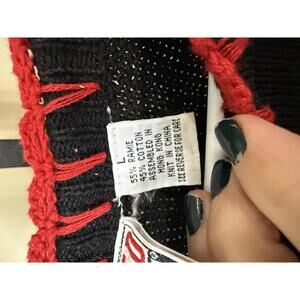 L
55% RAMIE
45% COTTON
ASSEMBLED IN
HONG KONG
KNIT IN CHINA
SEE REVERSE FOR CARE